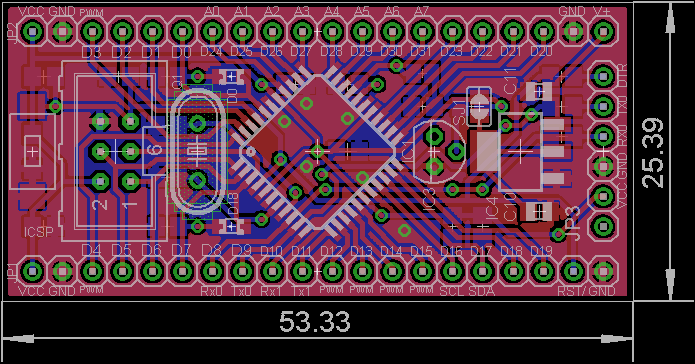 VCC GND PWM A0 A1 A2 A3 A4 A5 A6 A7 GND V+
JP2
D3 D2 D1 D0 D24 D25 D26 D27 D28 D29 D30 D31 D23 D22 D21 D20
Q1
C11
DTR
SJ1
TX0
RX0
IC1
6
VCC GND
2 1
D18
IC3
IC4
C10
JP3
ICSP
D4 D5 D6 D7 D8 D9 D10 D11 D12 D13 D14 D15 D16 D17 D18 D19
JP1
VCC GND PWM Rx0 Tx0 Rx1 Tx1 PWM PWM PWM PWM SCL SDA RST/GND
25.39
53.33